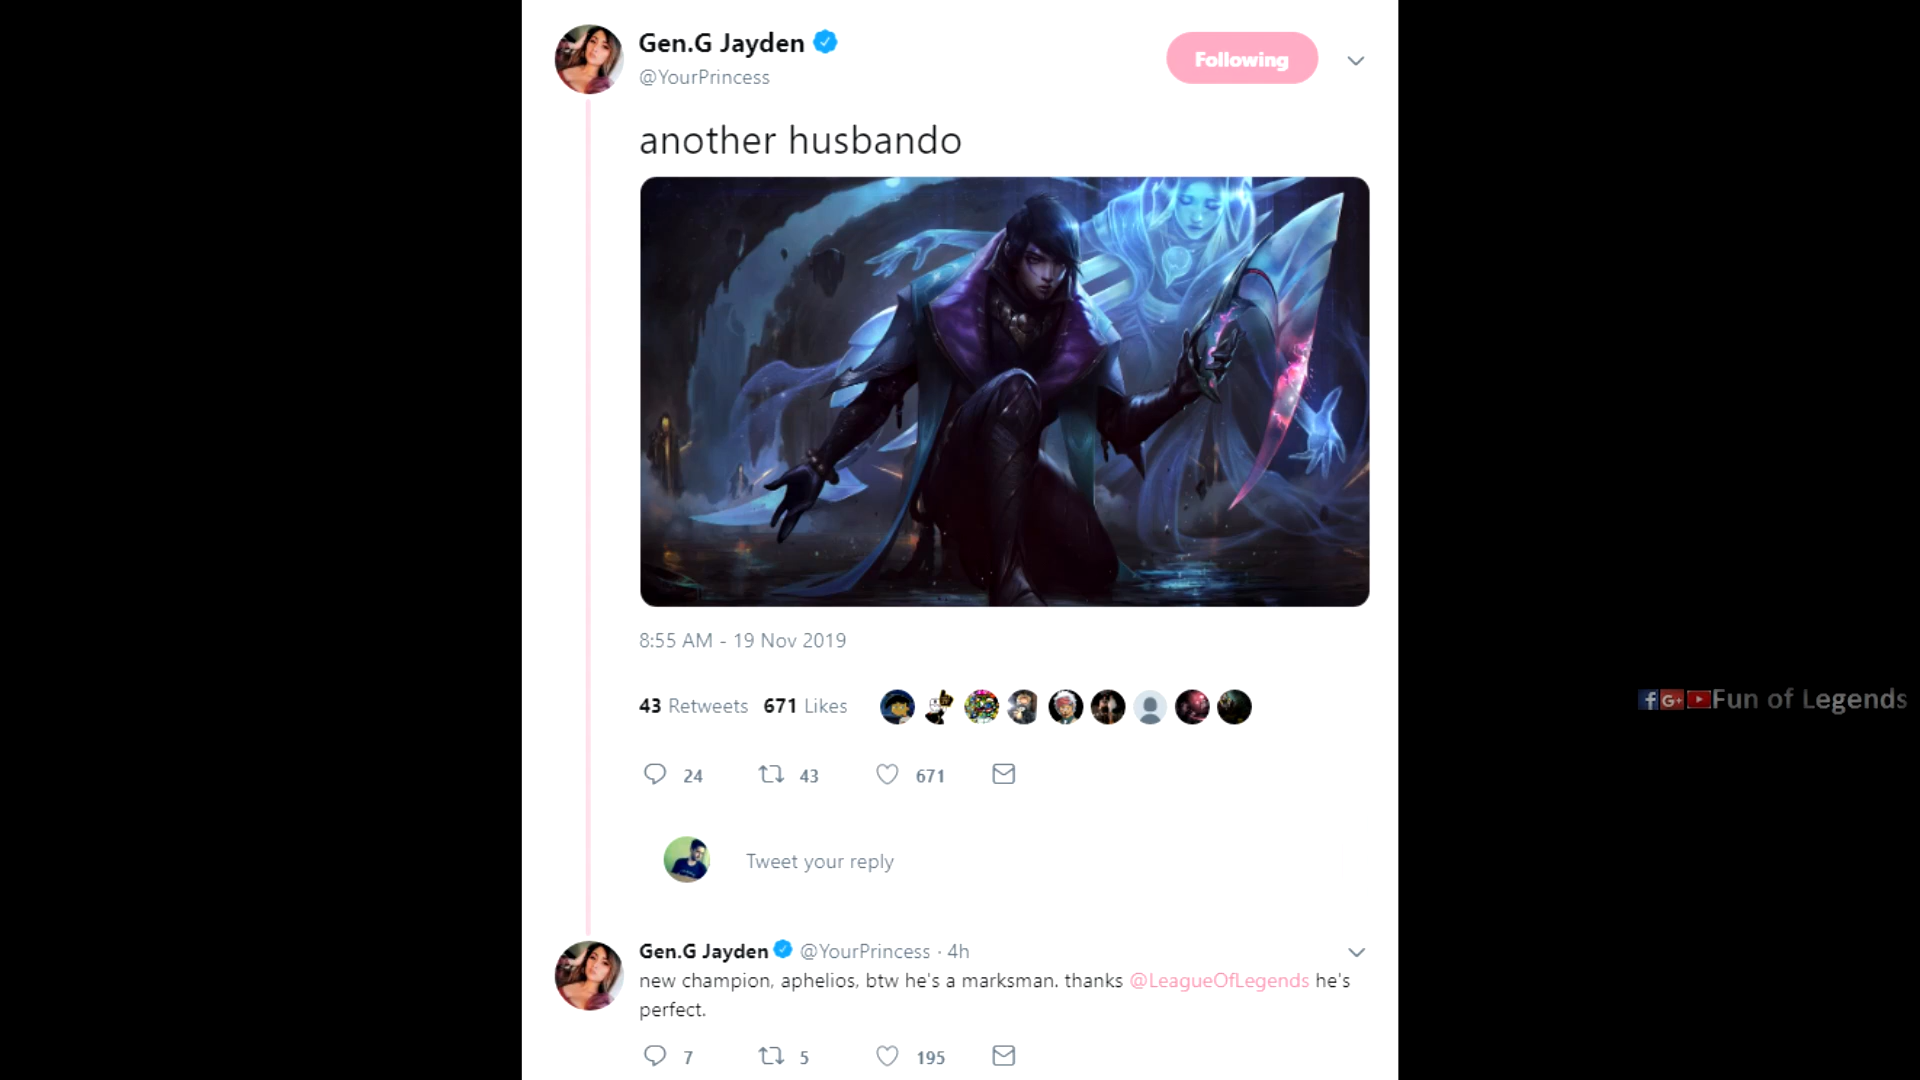 Gen.G Jayden
@YourPrincess
Following
another husbando
8:55 AM - 19 Nov 2019
43 Retweets 671 Likes
24 43 671
Tweet your reply
Gen.G Jayden @YourPrincess · 4h
new champion, aphelios, btw he's a marksman. thanks @LeagueOfLegends he's
perfect.
7 5 195
f G+ Fun of Legends